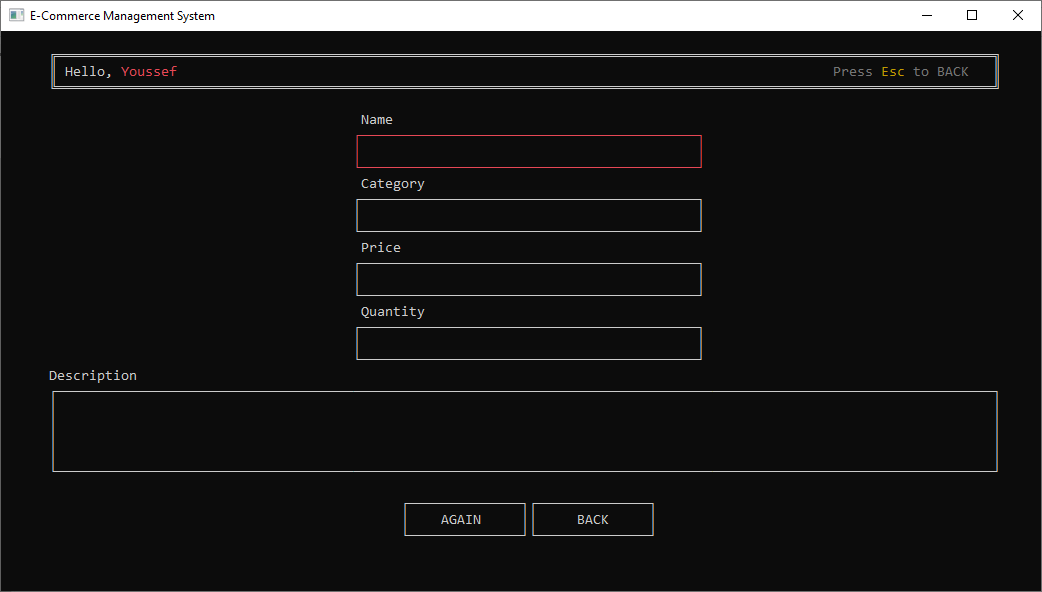 E-Commerce Management System
Hello, Youssef Press Esc to BACK
Name
Category
Price
Quantity
Description
AGAIN BACK